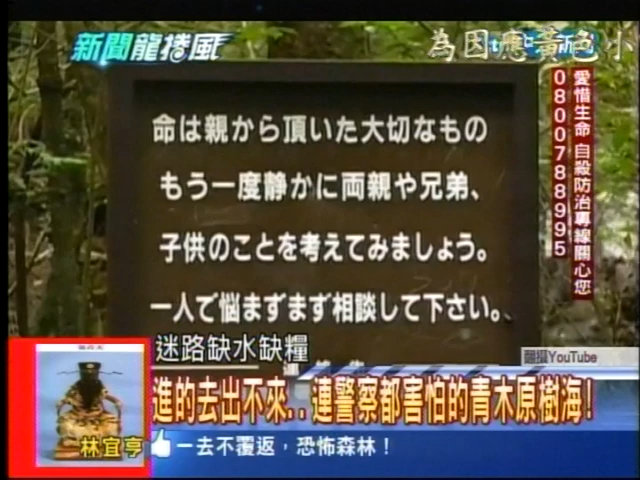 新聞龍捲風
為因應黃色小
愛惜生命 自殺防治專線關心您
0800788995
命は親から頂いた大切なもの
もう一度静かに両親や兄弟、
子供のことを考えてみましょう。
一人で悩まずまず相談して下さい。
迷路缺水缺糧
翻攝YouTube
進的去出不來..連警察都害怕的青木原樹海!
林宜亨
一去不覆返，恐怖森林！